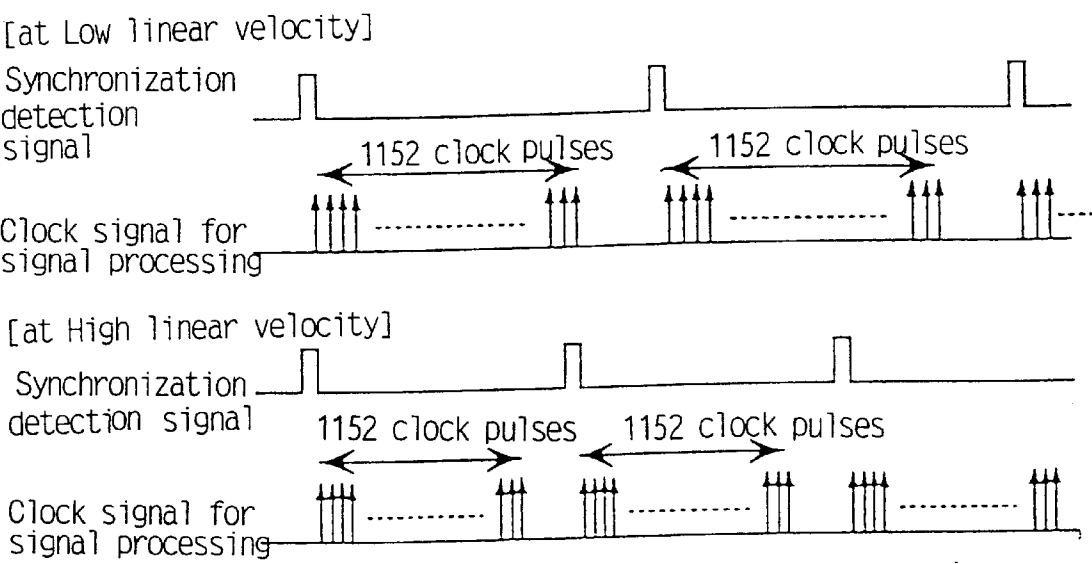 [at Low linear velocity]
Synchronization
detection
signal
1152 clock pulses
1152 clock pulses
Clock signal for
signal processing
[at High linear velocity]
Synchronization
detection signal
1152 clock pulses
1152 clock pulses
Clock signal for
signal processing